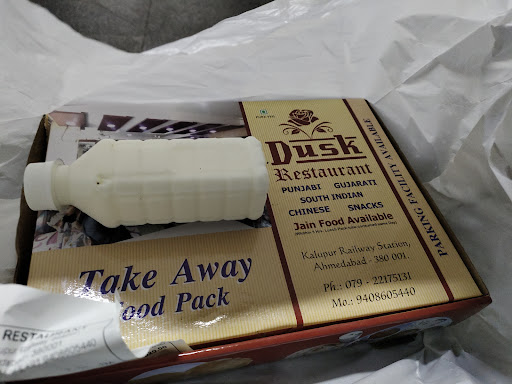 Dusk
Restaurant
PUNJABI GUJARATI
SOUTH INDIAN
CHINESE SNACKS
Jain Food Available
Kalupur Railway Station,
Ahmedabad - 380 001.
Ph.: 079 - 22175131
Mo.: 9408605440
PARKING FACILITY AVAILABLE
Take Away
Food Pack
RESTAURANT